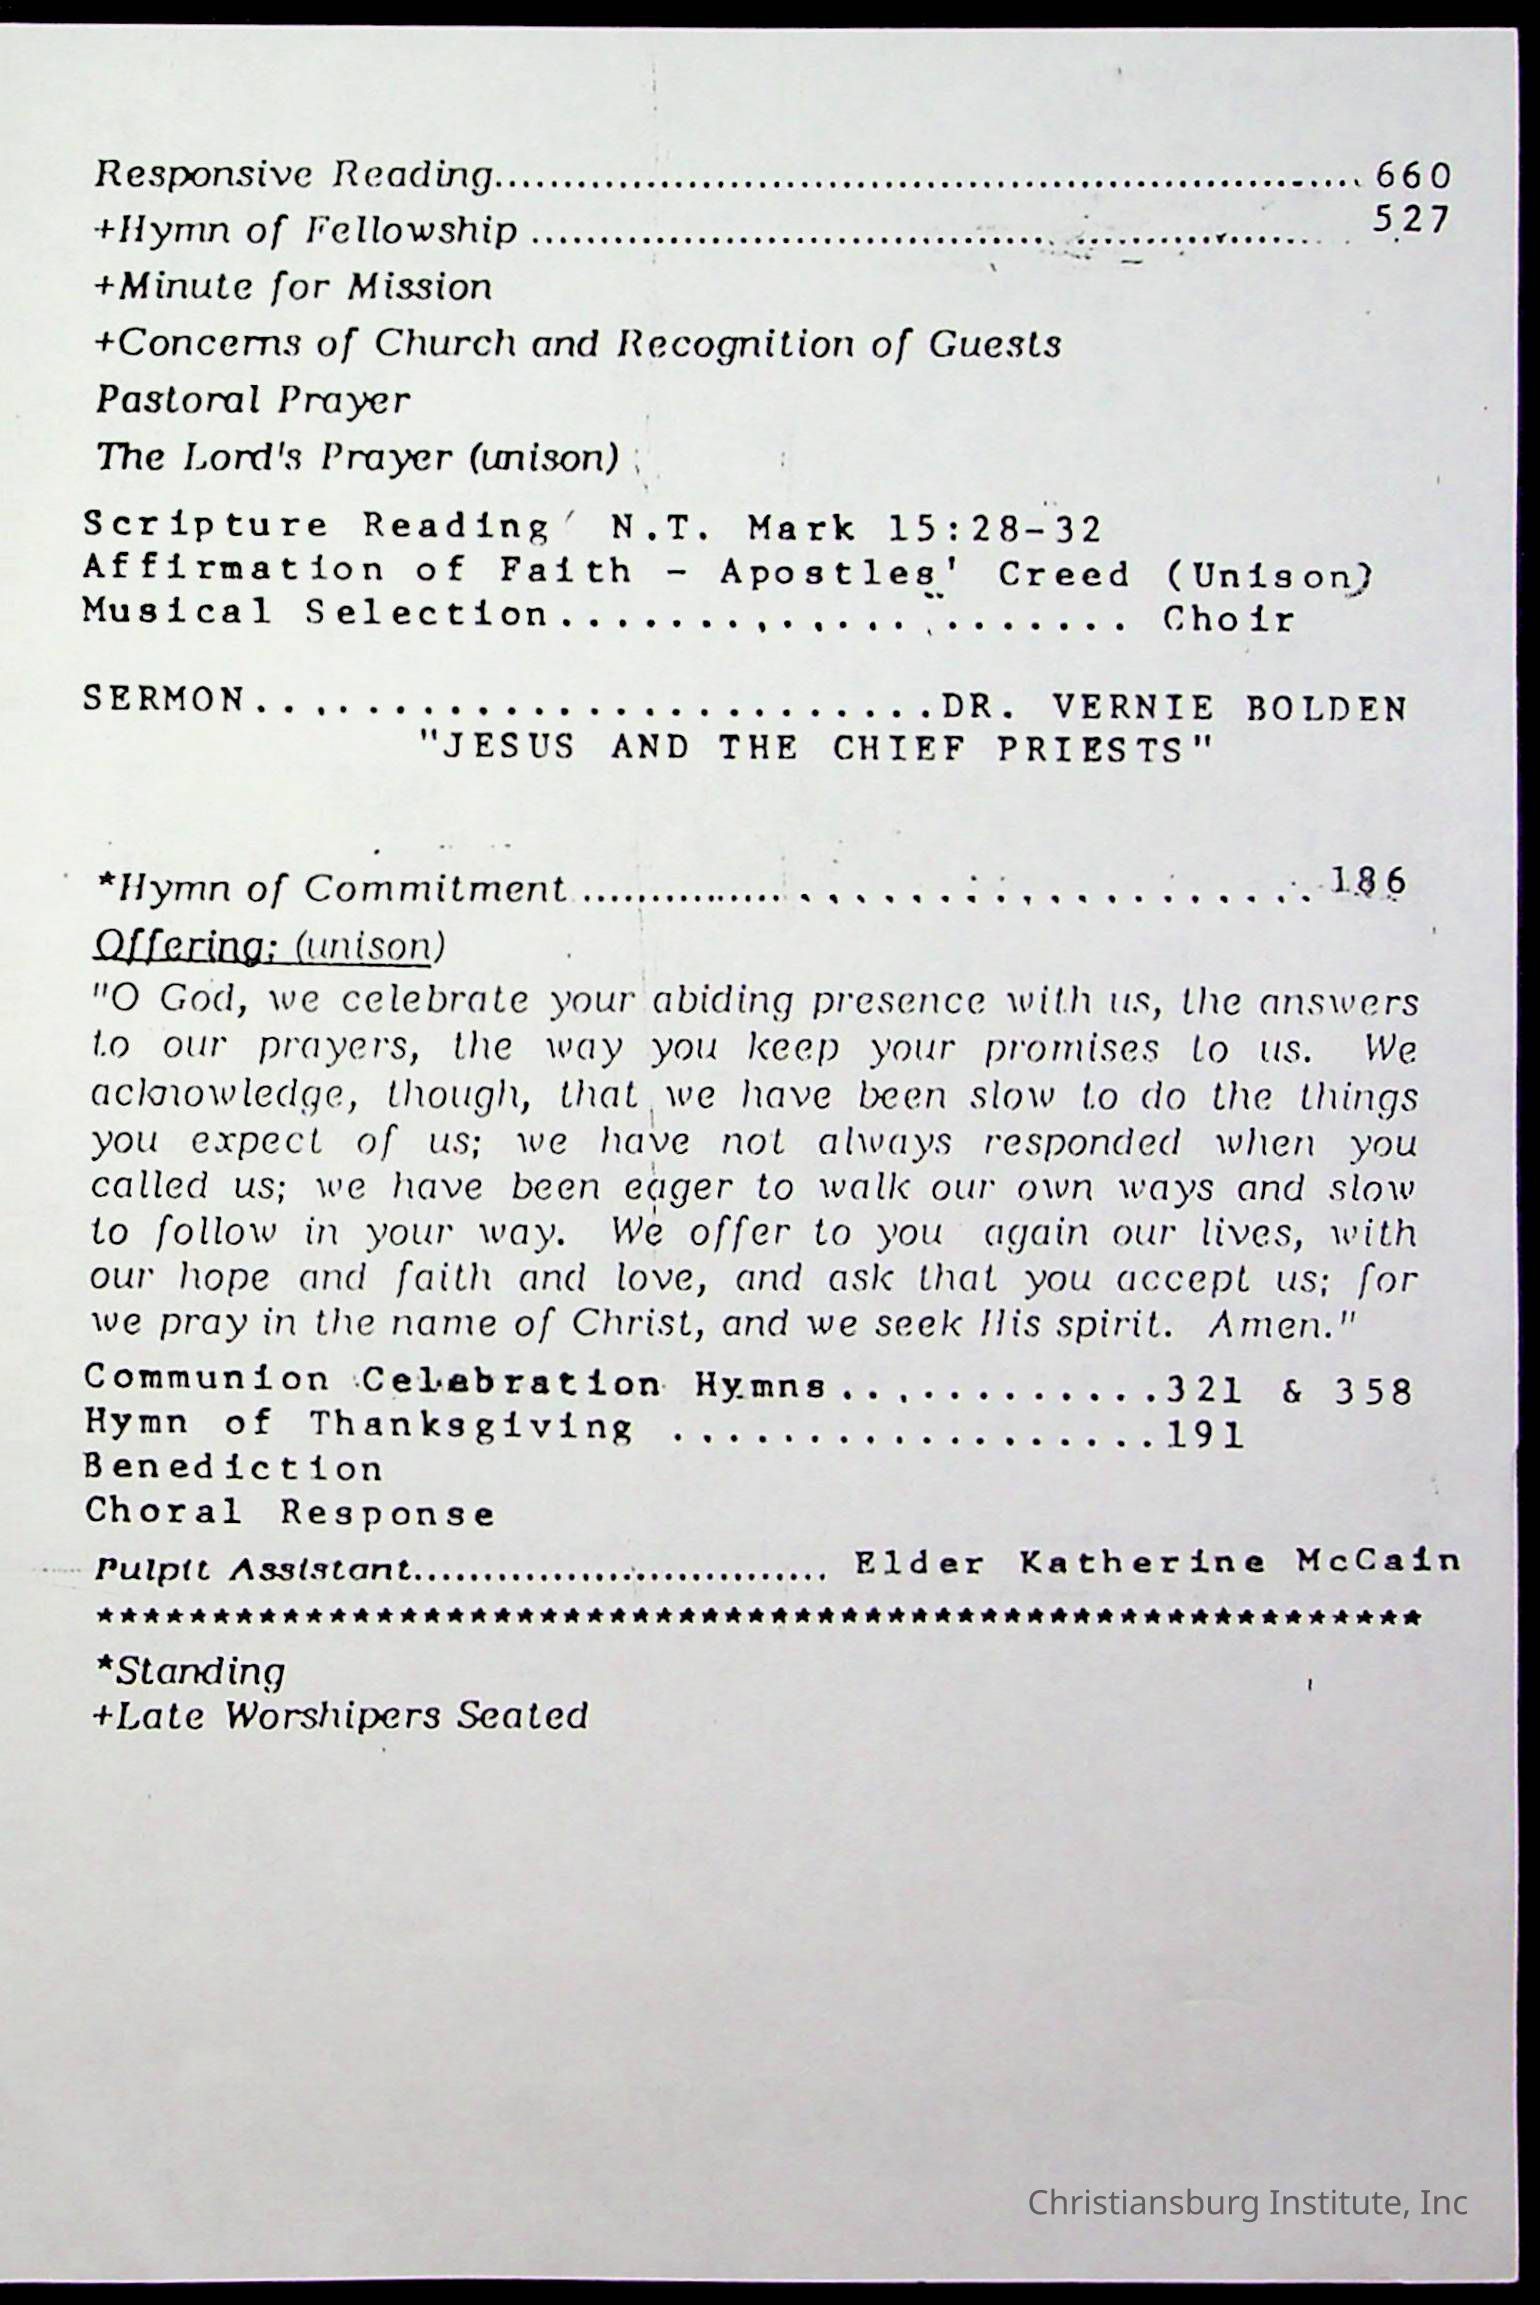 Responsive Reading............................................................... 660
+Hymn of Fellowship ......................................................... 527
+Minute for Mission
+Concerns of Church and Recognition of Guests
Pastoral Prayer
The Lord's Prayer (unison)
Scripture Reading N.T. Mark 15:28-32
Affirmation of Faith - Apostles' Creed (Unison)
Musical Selection..................... Choir
SERMON.........................DR. VERNIE BOLDEN
"JESUS AND THE CHIEF PRIESTS"
*Hymn of Commitment .................................. 186
Offering: (unison)
"O God, we celebrate your abiding presence with us, the answers
to our prayers, the way you keep your promises to us. We
acknowledge, though, that we have been slow to do the things
you expect of us; we have not always responded when you
called us; we have been eager to walk our own ways and slow
to follow in your way. We offer to you again our lives, with
our hope and faith and love, and ask that you accept us; for
we pray in the name of Christ, and we seek His spirit. Amen."
Communion Celebration Hymns............321 & 358
Hymn of Thanksgiving ..................191
Benediction
Choral Response
Pulpit Assistant.............................. Elder Katherine McCain
*********************************************************
*Standing
+Late Worshipers Seated
Christiansburg Institute, Inc